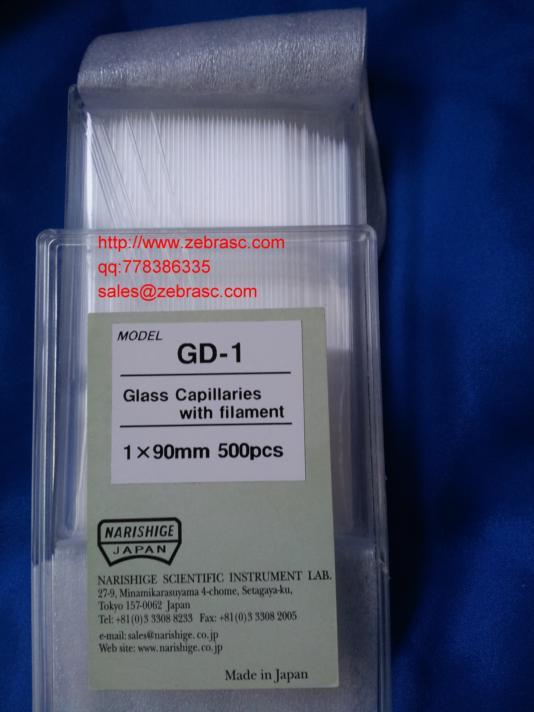 http://www.zebrasc.com
qq:778386335
sales@zebrasc.com
MODEL
GD-1
Glass Capillaries
with filament
1×90mm 500pcs
NARISHIGE
JAPAN
NARISHIGE SCIENTIFIC INSTRUMENT LAB.
27-9, Minamikarasuyama 4-chome, Setagaya-ku,
Tokyo 157-0062 Japan
Tel: +81(0)3 3308 8233 Fax: +81(0)3 3308 2005
e-mail: sales@narishige.co.jp
Web site: www.narishige.co.jp
Made in Japan